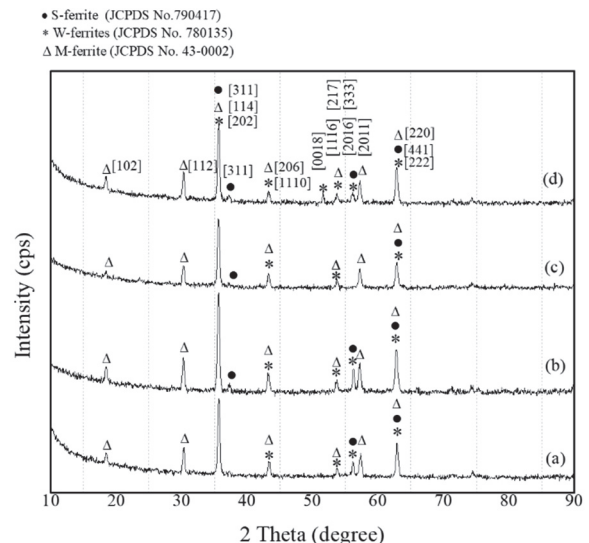 ● S-ferrite (JCPDS No.790417)
* W-ferrites (JCPDS No. 780135)
Δ M-ferrite (JCPDS No. 43-0002)
● [311]
Δ [114]
* [202]
Δ [102]
Δ[112]
[311]
●
Δ [206]
*[1110]
[0018]
*
[1116] [217]
Δ
*
[2016] [333]
●
*
[2011]
Δ
Δ [220]
● [441]
* [222]
(d)
Δ
Δ
●
Δ
*
Δ
*
Δ
Δ
●
*
(c)
Δ
Δ
●
Δ
*
Δ
*
●
*
Δ
Δ
●
*
(b)
Δ
Δ
Δ
*
Δ
*
●
*
Δ
Δ
●
*
(a)
Intensity (cps)
10 20 30 40 50 60 70 80 90
2 Theta (degree)